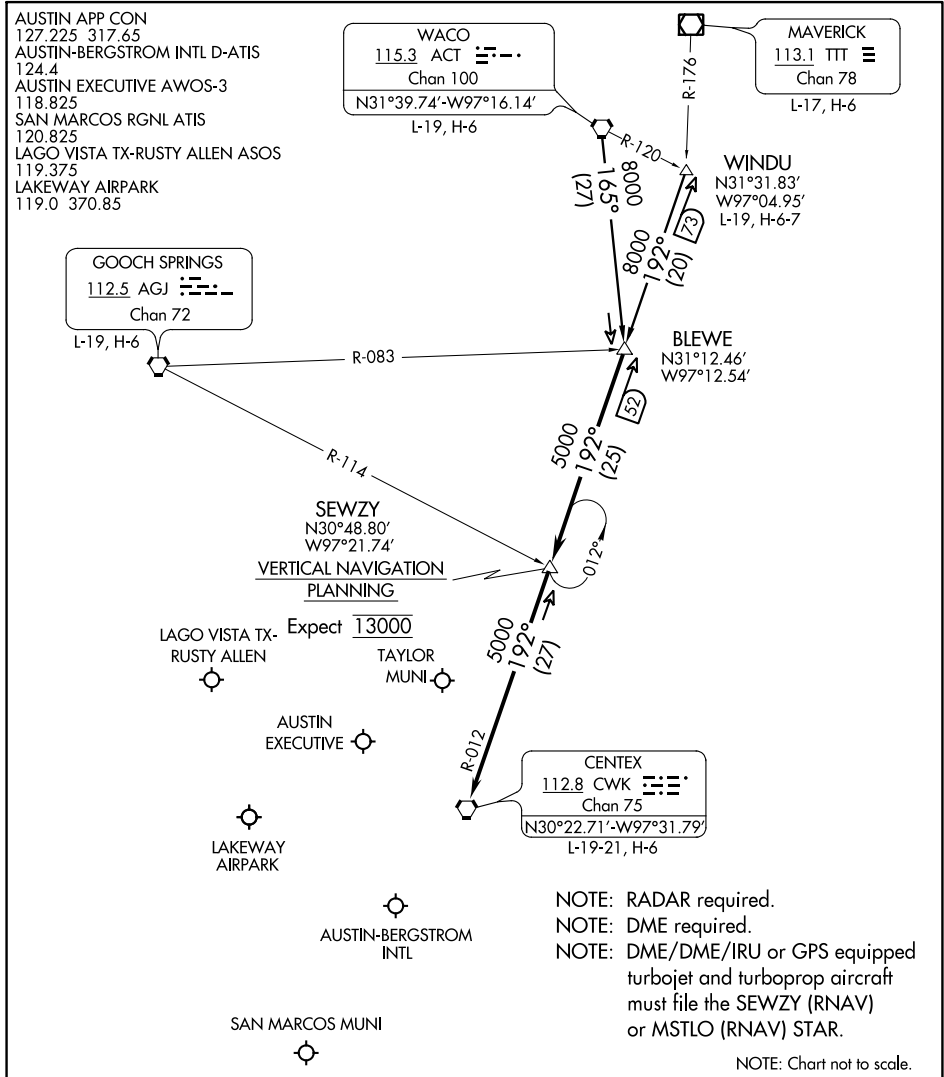 AUSTIN APP CON
127.225 317.65
AUSTIN-BERGSTROM INTL D-ATIS
124.4
AUSTIN EXECUTIVE AWOS-3
118.825
SAN MARCOS RGNL ATIS
120.825
LAGO VISTA TX-RUSTY ALLEN ASOS
119.375
LAKEWAY AIRPARK
119.0 370.85
WACO
115.3 ACT
Chan 100
N31°39.74'-W97°16.14'
L-19, H-6
MAVERICK
113.1 TTT
Chan 78
L-17, H-6
R-176
R-120
8000
165°
(27)
WINDU
N31°31.83'
W97°04.95'
L-19, H-6-7
73
8000
192°
(20)
GOOCH SPRINGS
112.5 AGJ
Chan 72
L-19, H-6
R-083
BLEWE
N31°12.46'
W97°12.54'
52
5000
192°
(25)
R-114
SEWZY
N30°48.80'
W97°21.74'
VERTICAL NAVIGATION
PLANNING
Expect 13000
012°
5000
192°
(27)
LAGO VISTA TX-
RUSTY ALLEN
TAYLOR
MUNI
AUSTIN
EXECUTIVE
R-012
CENTEX
112.8 CWK
Chan 75
N30°22.71'-W97°31.79'
L-19-21, H-6
LAKEWAY
AIRPARK
AUSTIN-BERGSTROM
INTL
SAN MARCOS MUNI
NOTE: RADAR required.
NOTE: DME required.
NOTE: DME/DME/IRU or GPS equipped
turbojet and turboprop aircraft
must file the SEWZY (RNAV)
or MSTLO (RNAV) STAR.
NOTE: Chart not to scale.